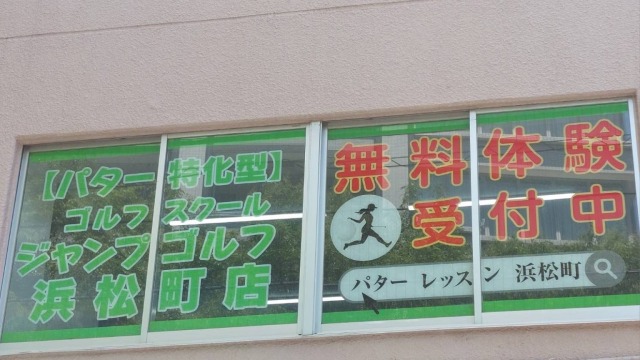 【パター 特化型】
ゴルフ スクール
ジャンプゴルフ
浜松町店
無料体験
受付中
パター レッスン 浜松町